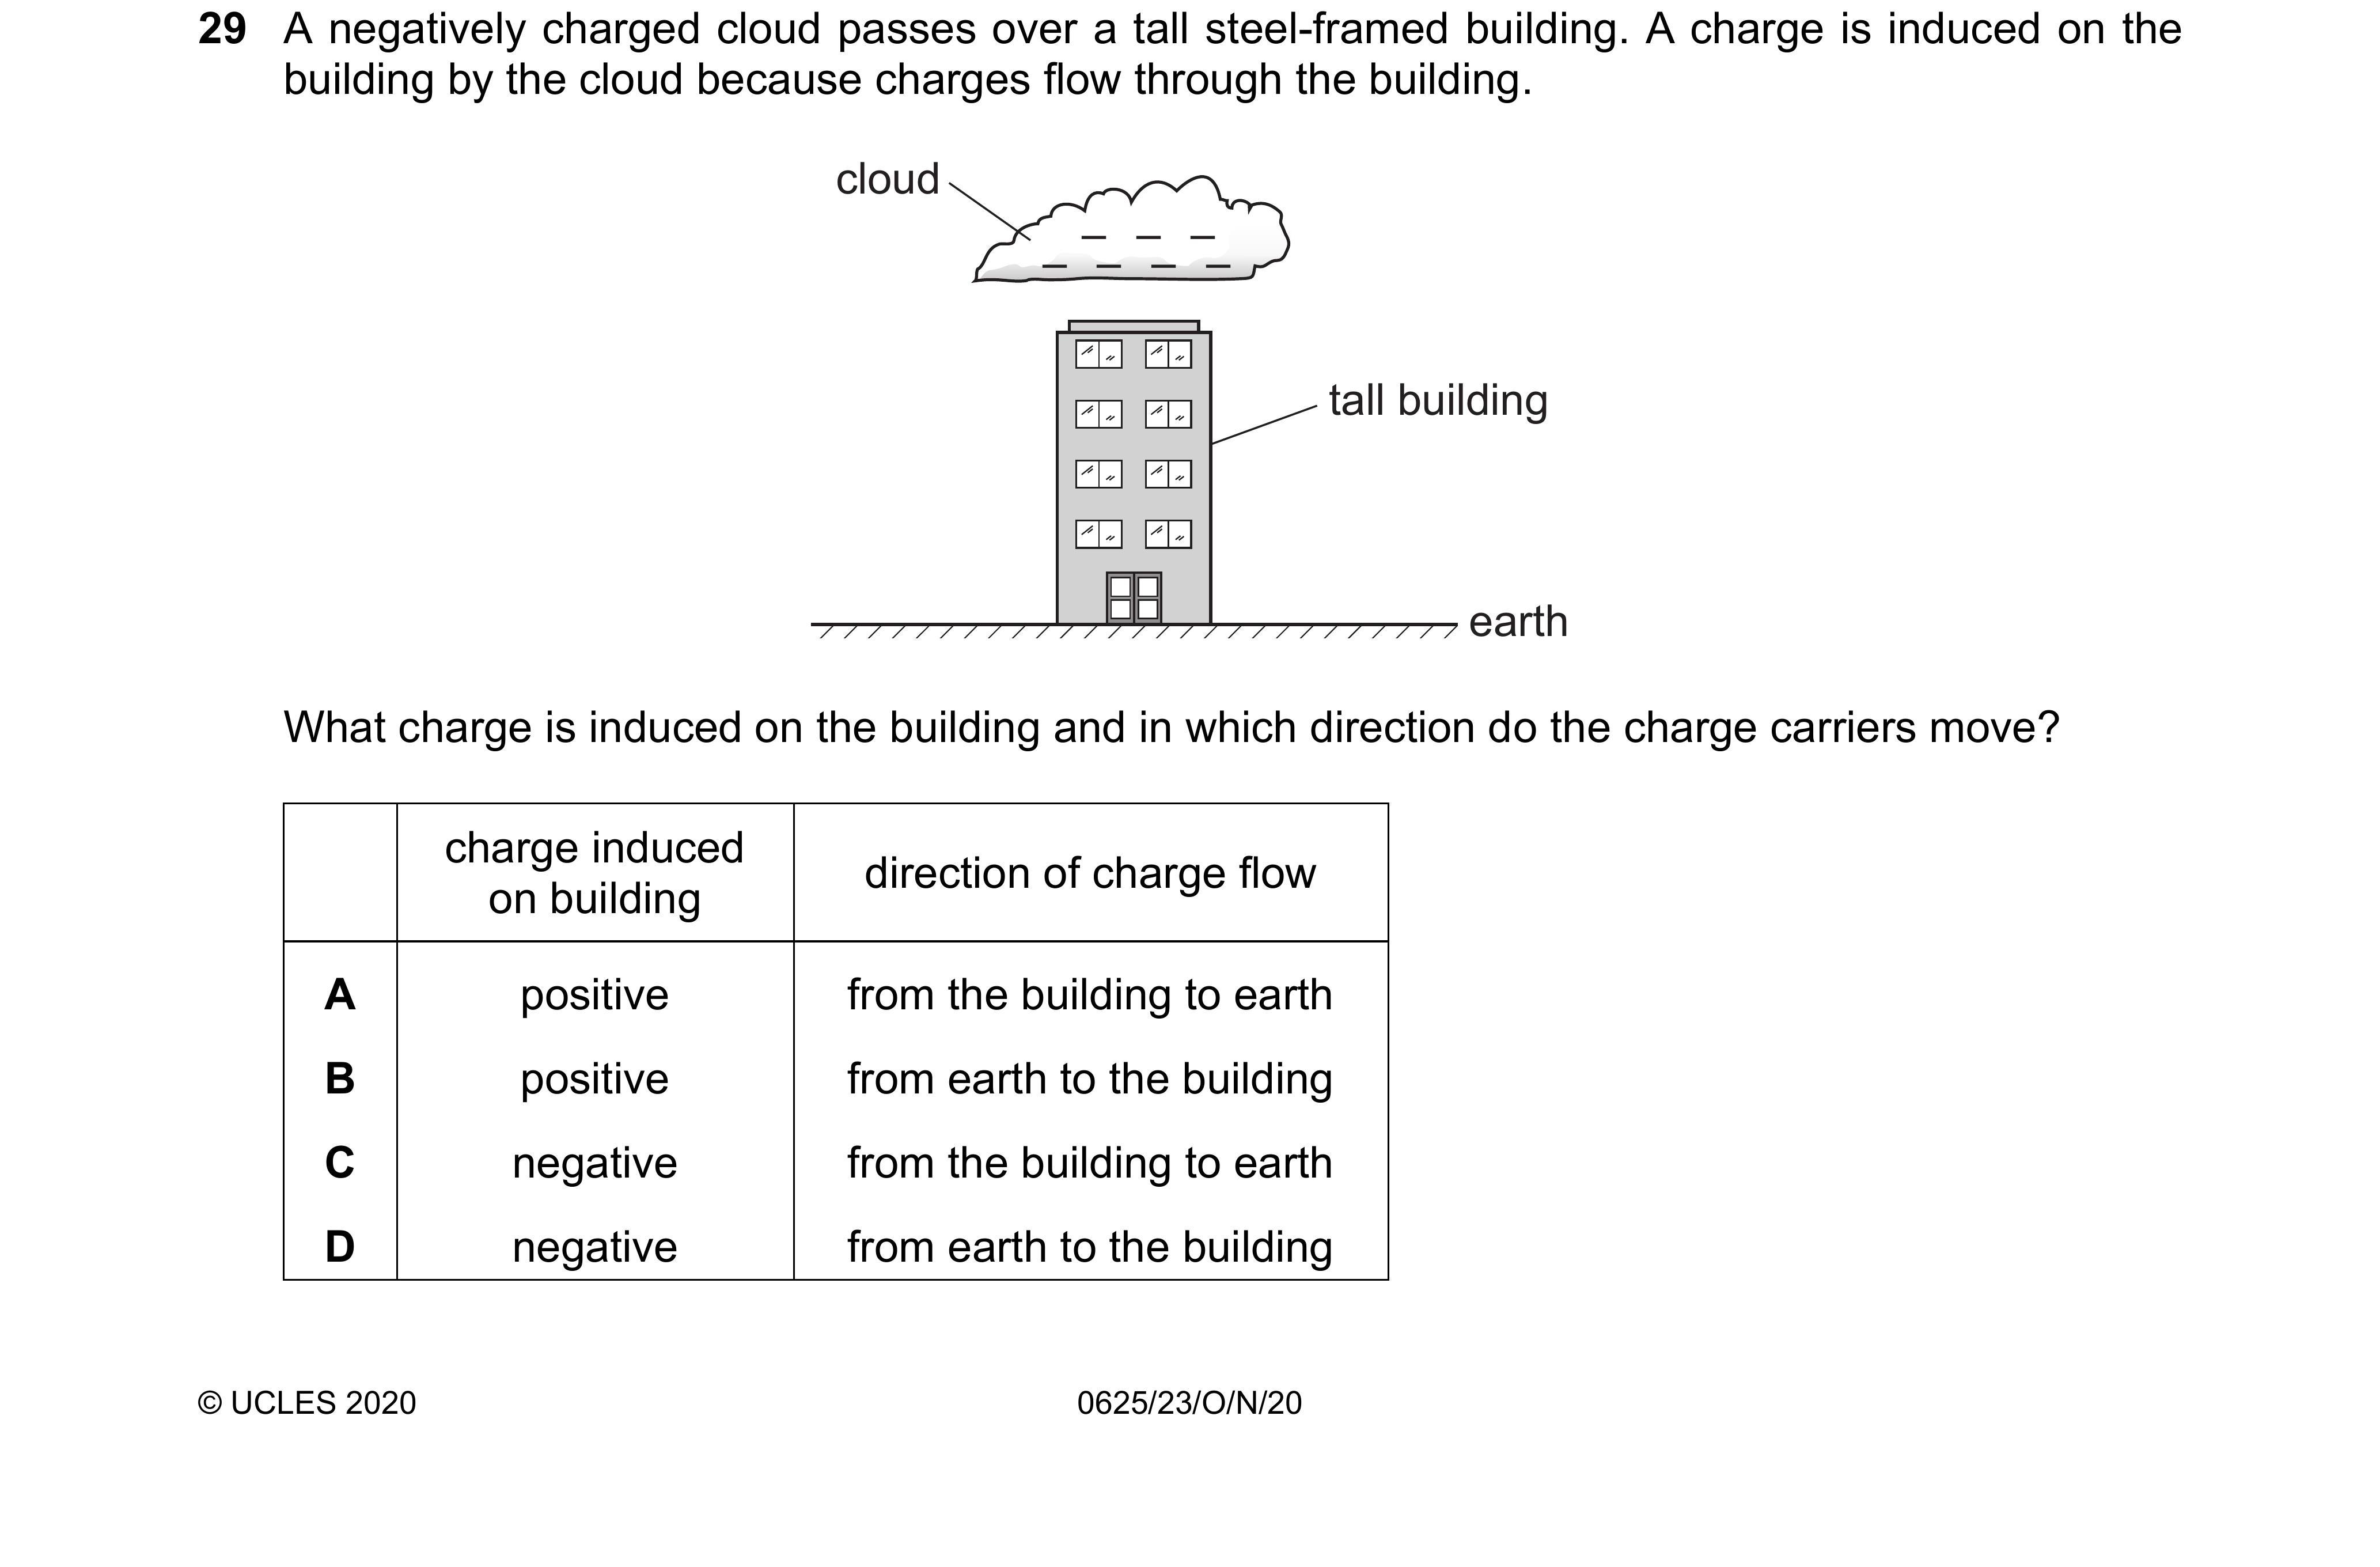 29 A negatively charged cloud passes over a tall steel-framed building. A charge is induced on the
building by the cloud because charges flow through the building.
cloud
tall building
earth
What charge is induced on the building and in which direction do the charge carriers move?
charge induced
on building
direction of charge flow
A positive from the building to earth
B positive from earth to the building
C negative from the building to earth
D negative from earth to the building
© UCLES 2020 0625/23/O/N/20